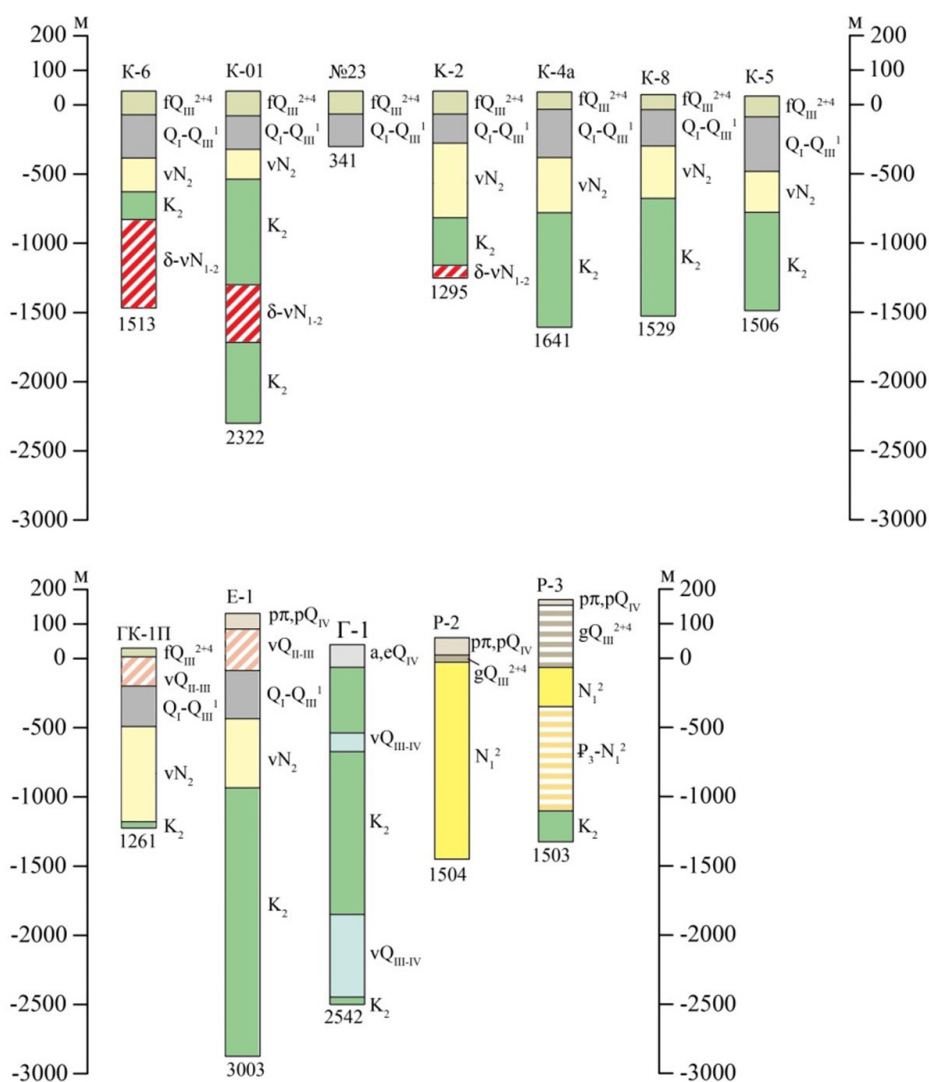 м м
200 200
100 100
0 0
-500 -500
-1000 -1000
-1500 -1500
-2000 -2000
-2500 -2500
-3000 -3000
К-6
fQIII²⁺⁴
QI-QIII¹
vN₂
K₂
δ-νN₁₋₂
1513
К-01
fQIII²⁺⁴
QI-QIII¹
vN₂
K₂
δ-νN₁₋₂
K₂
2322
№23
fQIII²⁺⁴
QI-QIII¹
341
К-2
fQIII²⁺⁴
QI-QIII¹
vN₂
K₂
δ-νN₁₋₂
1295
К-4а
fQIII²⁺⁴
QI-QIII¹
vN₂
K₂
1641
К-8
fQIII²⁺⁴
QI-QIII¹
vN₂
K₂
1529
К-5
fQIII²⁺⁴
QI-QIII¹
vN₂
K₂
1506
м м
200 200
100 100
0 0
-500 -500
-1000 -1000
-1500 -1500
-2000 -2000
-2500 -2500
-3000 -3000
ГК-1П
fQIII²⁺⁴
vQII-III
QI-QIII¹
vN₂
K₂
1261
Е-1
pπ,pQIV
vQII-III
QI-QIII¹
vN₂
K₂
3003
Г-1
a,eQIV
vQIII-IV
K₂
vQIII-IV
K₂
2542
Р-2
pπ,pQIV
gQIII²⁺⁴
N₁²
1504
Р-3
pπ,pQIV
gQIII²⁺⁴
N₁²
₽₃-N₁²
K₂
1503